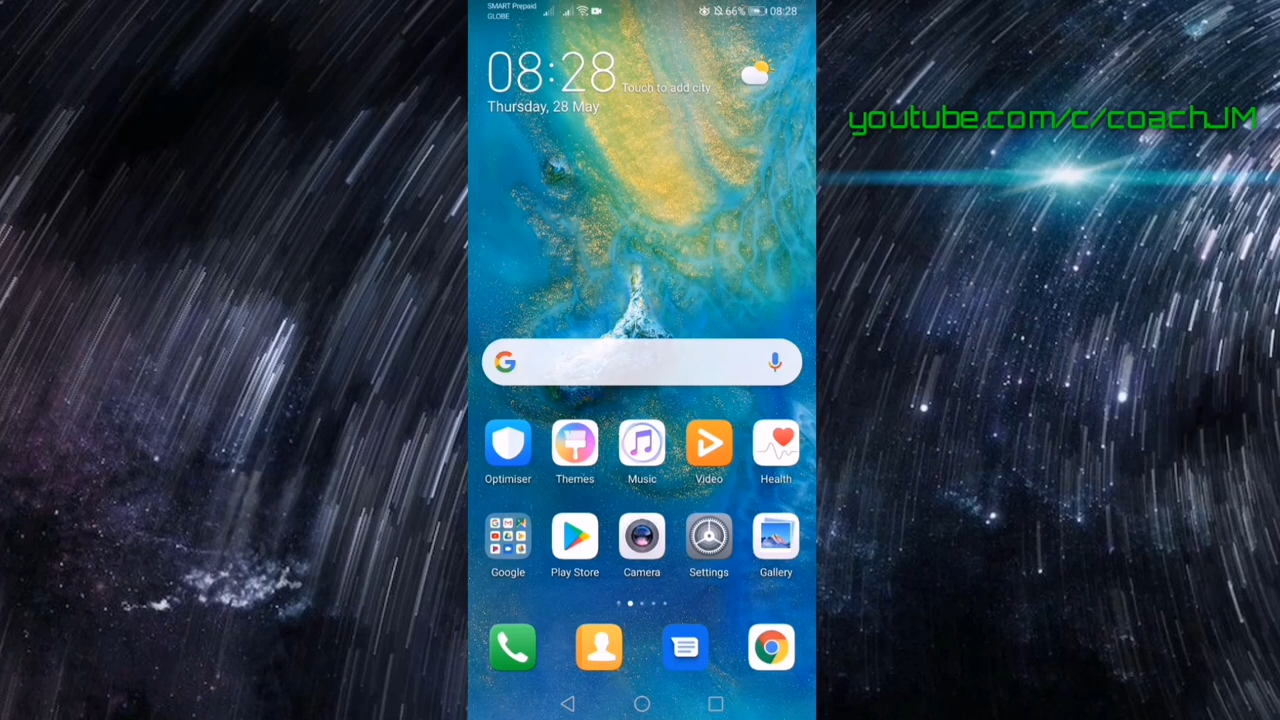 SMART Prepaid
GLOBE
66%
08:28
08:28
Touch to add city
Thursday, 28 May
youtube.com/c/coachJM
Optimiser
Themes
Music
Video
Health
Google
Play Store
Camera
Settings
Gallery